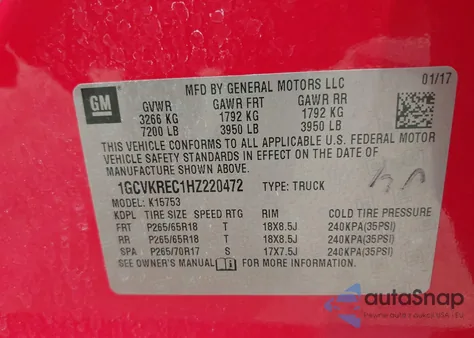 MFD BY GENERAL MOTORS LLC 01/17
GM
GVWR GAWR FRT GAWR RR
3266 KG 1792 KG 1792 KG
7200 LB 3950 LB 3950 LB
THIS VEHICLE CONFORMS TO ALL APPLICABLE U.S. FEDERAL MOTOR
VEHICLE SAFETY STANDARDS IN EFFECT ON THE DATE OF
MANUFACTURE SHOWN ABOVE.
1GCVKREC1HZ220472 TYPE: TRUCK
MODEL: K15753
KDPL TIRE SIZE SPEED RTG RIM COLD TIRE PRESSURE
FRT P265/65R18 T 18X8.5J 240KPA(35PSI)
RR P265/65R18 T 18X8.5J 240KPA(35PSI)
SPA P265/70R17 S 17X7.5J 240KPA(35PSI)
SEE OWNER'S MANUAL FOR MORE INFORMATION.
autoSnap